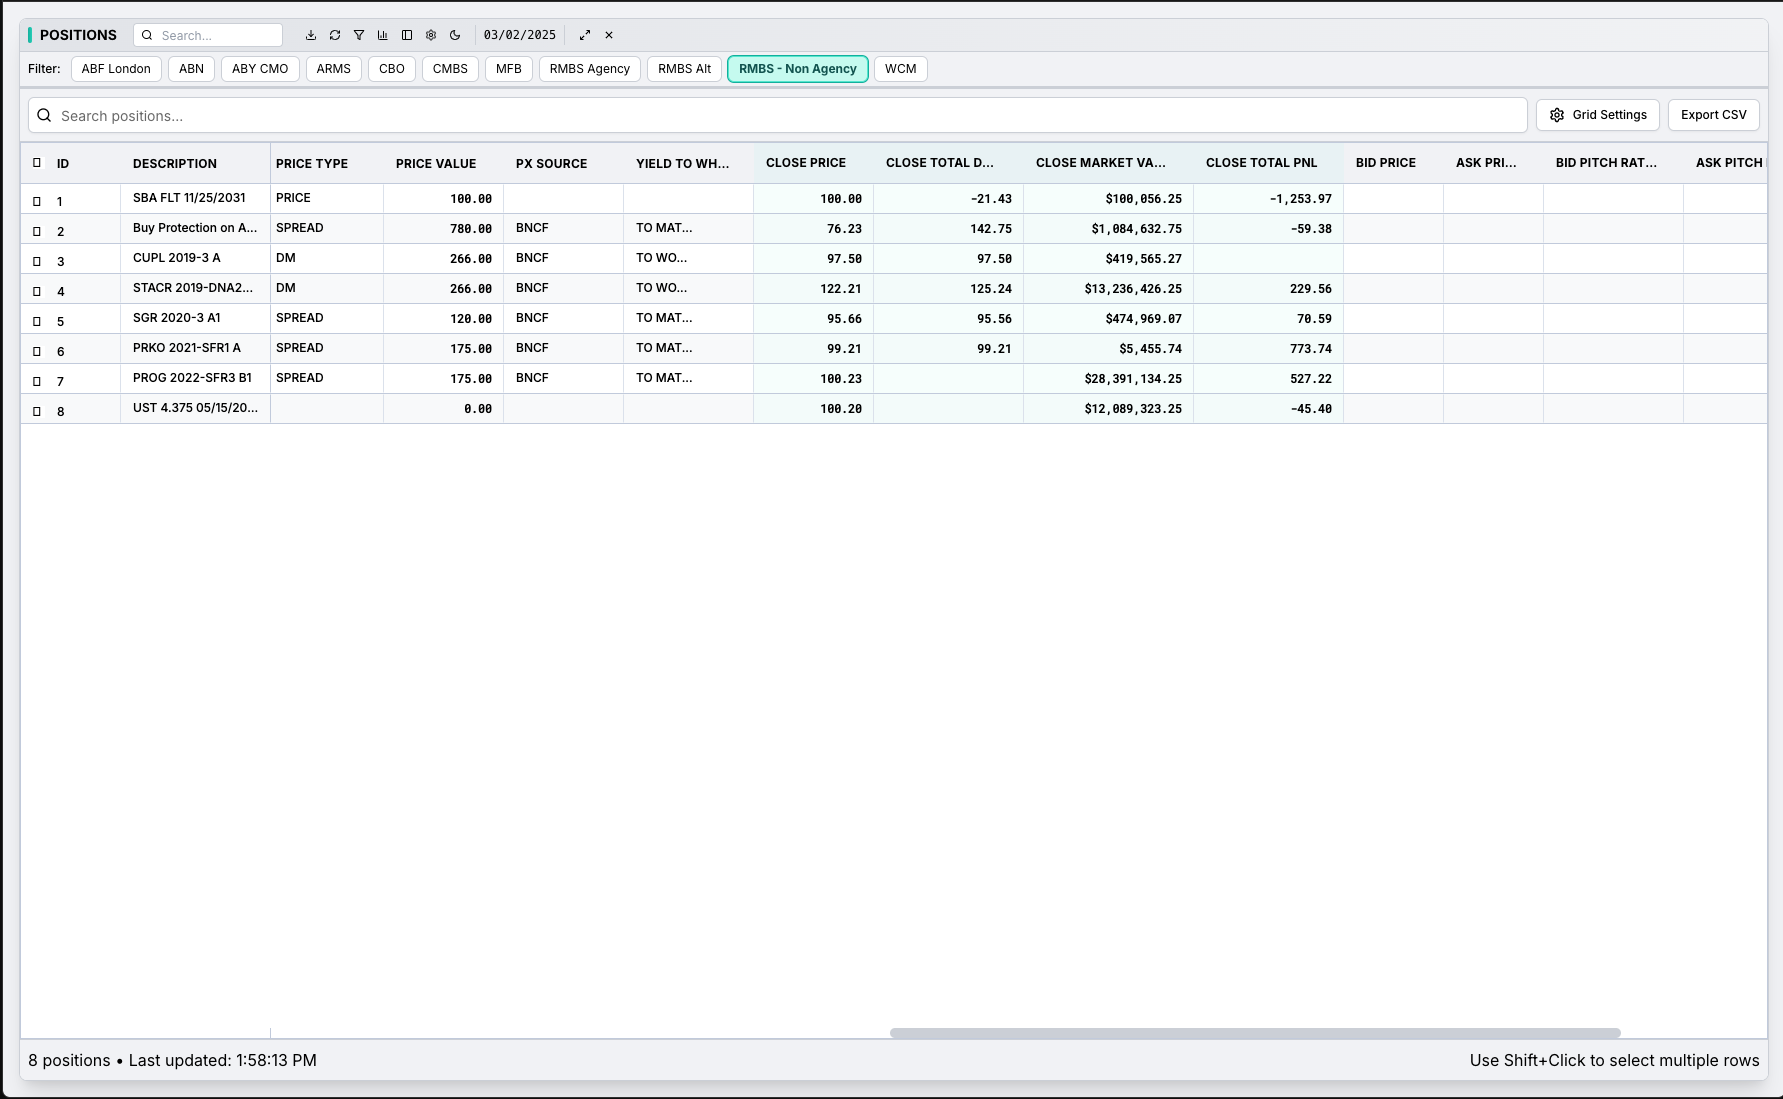 POSITIONS Search... 03/02/2025
Filter: ABF London ABN ABY CMO ARMS CBO CMBS MFB RMBS Agency RMBS Alt RMBS - Non Agency WCM
Search positions... Grid Settings Export CSV
ID DESCRIPTION PRICE TYPE PRICE VALUE PX SOURCE YIELD TO WH... CLOSE PRICE CLOSE TOTAL D... CLOSE MARKET VA... CLOSE TOTAL PNL BID PRICE ASK PRI... BID PITCH RAT... ASK PITCH
1 SBA FLT 11/25/2031 PRICE 100.00 100.00 -21.43 $100,056.25 -1,253.97
2 Buy Protection on A... SPREAD 780.00 BNCF TO MAT... 76.23 142.75 $1,084,632.75 -59.38
3 CUPL 2019-3 A DM 266.00 BNCF TO WO... 97.50 97.50 $419,565.27
4 STACR 2019-DNA2... DM 266.00 BNCF TO WO... 122.21 125.24 $13,236,426.25 229.56
5 SGR 2020-3 A1 SPREAD 120.00 BNCF TO MAT... 95.66 95.56 $474,969.07 70.59
6 PRKO 2021-SFR1 A SPREAD 175.00 BNCF TO MAT... 99.21 99.21 $5,455.74 773.74
7 PROG 2022-SFR3 B1 SPREAD 175.00 BNCF TO MAT... 100.23 $28,391,134.25 527.22
8 UST 4.375 05/15/20... 0.00 100.20 $12,089,323.25 -45.40
8 positions • Last updated: 1:58:13 PM Use Shift+Click to select multiple rows